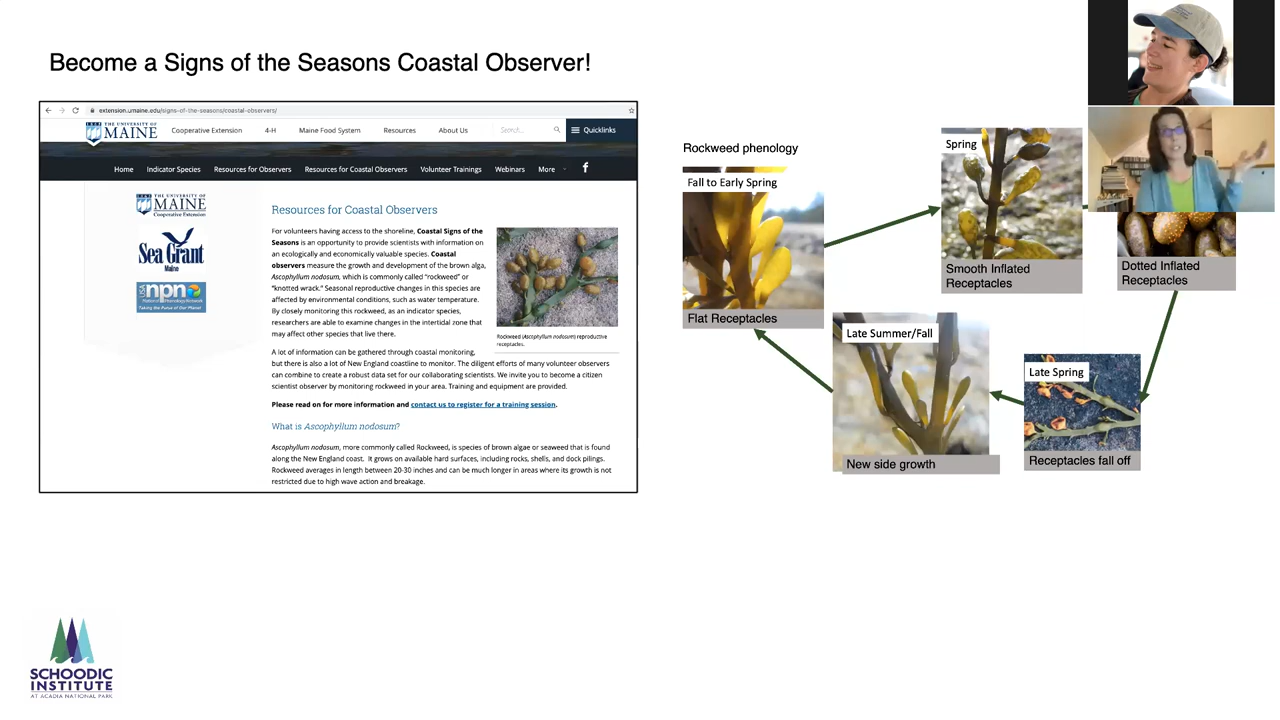 Become a Signs of the Seasons Coastal Observer!
extension.umaine.edu/signs-of-the-seasons/coastal-observers/
THE UNIVERSITY OF
MAINE
Cooperative Extension
4-H
Maine Food System
Resources
About Us
Search...
Quicklinks
Home
Indicator Species
Resources for Observers
Resources for Coastal Observers
Volunteer Trainings
Webinars
More
f
THE UNIVERSITY OF
MAINE
Cooperative Extension
Sea Grant
Maine
USA
npn
National Phenology Network
Taking the Pulse of Our Planet
Resources for Coastal Observers
For volunteers having access to the shoreline, Coastal Signs of the
Seasons is an opportunity to provide scientists with information on
an ecologically and economically valuable species. Coastal
observers measure the growth and development of the brown alga,
Ascophyllum nodosum, which is commonly called "rockweed" or
"knotted wrack." Seasonal reproductive changes in this species are
affected by environmental conditions, such as water temperature.
By closely monitoring this rockweed, as an indicator species,
researchers are able to examine changes in the intertidal zone that
may affect other species that live there.
Rockweed (Ascophyllum nodosum) reproductive
receptacles.
A lot of information can be gathered through coastal monitoring,
but there is also a lot of New England coastline to monitor. The diligent efforts of many volunteer observers
can combine to create a robust data set for our collaborating scientists. We invite you to become a citizen
scientist observer by monitoring rockweed in your area. Training and equipment are provided.
Please read on for more information and contact us to register for a training session.
What is Ascophyllum nodosum?
Ascophyllum nodosum, more commonly called Rockweed, is species of brown algae or seaweed that is found
along the New England coast. It grows on available hard surfaces, including rocks, shells, and dock pilings.
Rockweed averages in length between 20-30 inches and can be much longer in areas where its growth is not
restricted due to high wave action and breakage.
Rockweed phenology
Fall to Early Spring
Flat Receptacles
Spring
Smooth Inflated
Receptacles
Dotted Inflated
Receptacles
Late Spring
Receptacles fall off
Late Summer/Fall
New side growth
SCHOODIC
INSTITUTE
AT ACADIA NATIONAL PARK